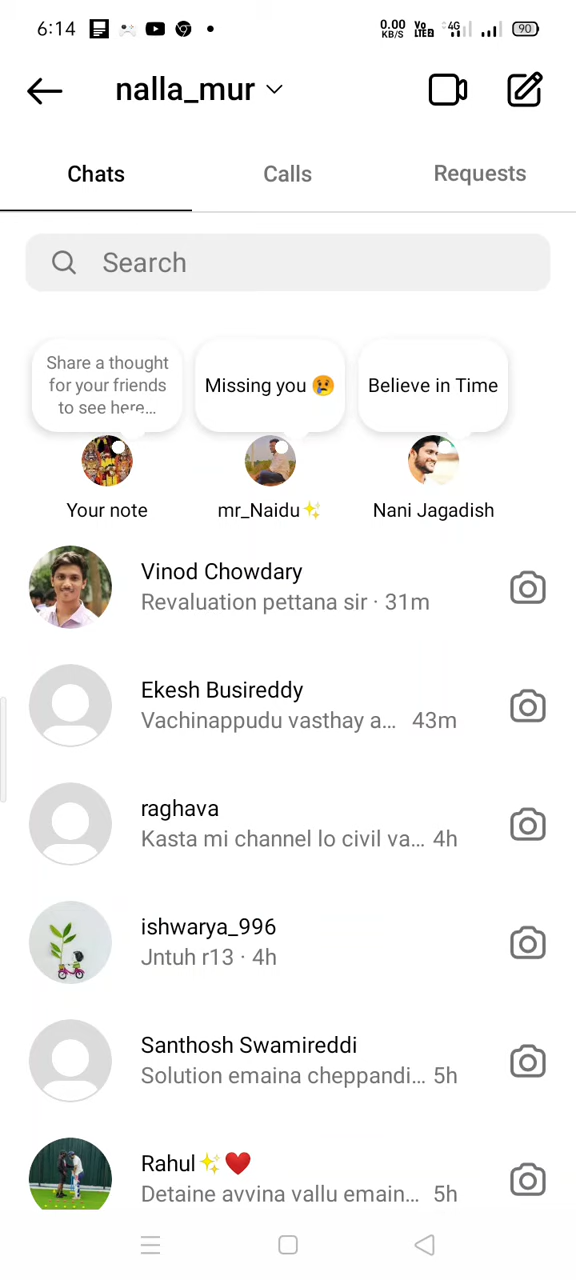 6:14
0.00
KB/S
Vo
LTE2
4G
90
nalla_mur
Chats
Calls
Requests
Search
Share a thought
for your friends
to see here...
Missing you 😢
Believe in Time
Your note
mr_Naidu✨
Nani Jagadish
Vinod Chowdary
Revaluation pettana sir · 31m
Ekesh Busireddy
Vachinappudu vasthay a... 43m
raghava
Kasta mi channel lo civil va... 4h
ishwarya_996
Jntuh r13 · 4h
Santhosh Swamireddi
Solution emaina cheppandi... 5h
Rahul✨❤️
Detaine avvina vallu emain... 5h